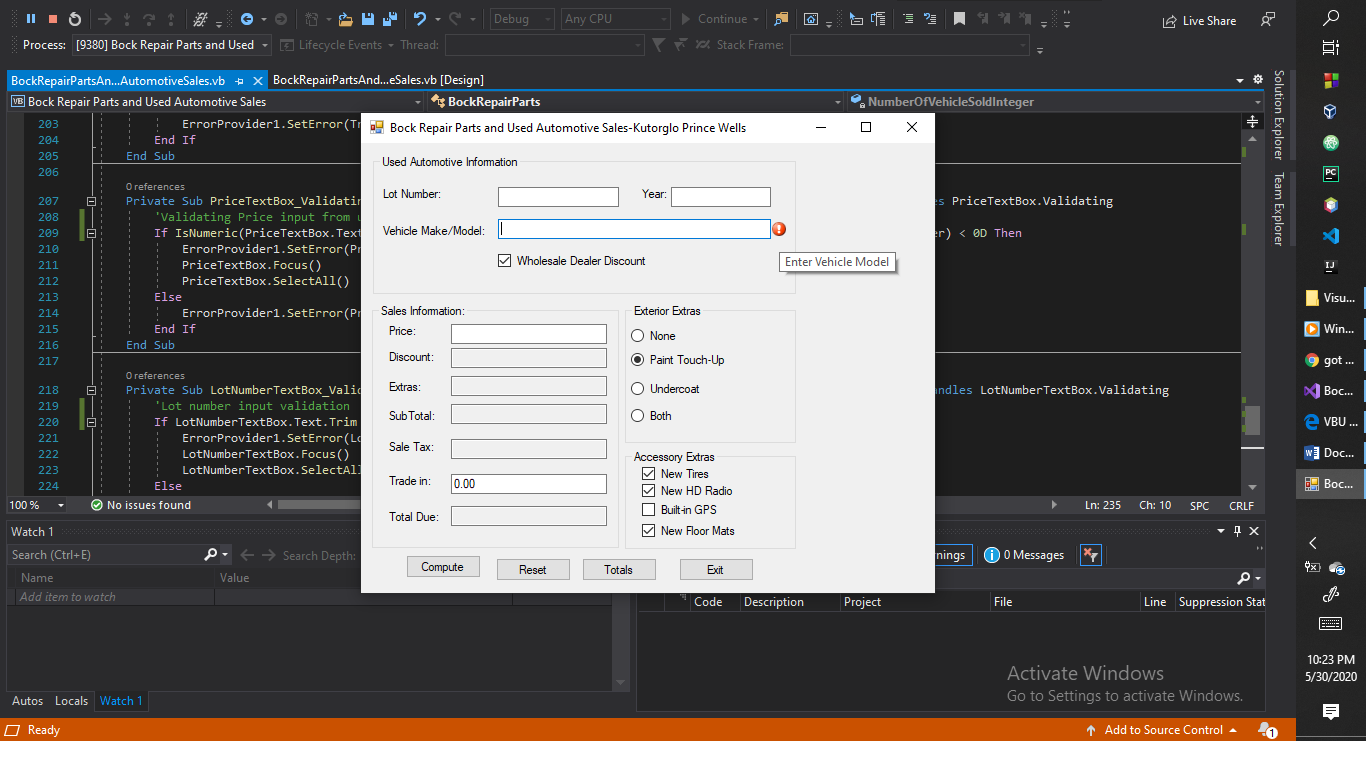 Debug
Any CPU
Continue
Live Share
Process: [9380] Bock Repair Parts and Used
Lifecycle Events
Thread:
Stack Frame:
BockRepairPartsAn...AutomotiveSales.vb
BockRepairPartsAnd...eSales.vb [Design]
VB Bock Repair Parts and Used Automotive Sales
BockRepairParts
NumberOfVehicleSoldInteger
Solution Explorer
Team Explorer
203 ErrorProvider1.SetError(Tr
204 End If
205 End Sub
206
0 references
207 Private Sub PriceTextBox_Validatin
es PriceTextBox.Validating
208 'Validating Price input from u
209 If IsNumeric(PriceTextBox.Text
er) < 0D Then
210 ErrorProvider1.SetError(Pr
211 PriceTextBox.Focus()
212 PriceTextBox.SelectAll()
213 Else
214 ErrorProvider1.SetError(Pr
215 End If
216 End Sub
217
0 references
218 Private Sub LotNumberTextBox_Valid
ndles LotNumberTextBox.Validating
219 'Lot number input validation
220 If LotNumberTextBox.Text.Trim
221 ErrorProvider1.SetError(Lo
222 LotNumberTextBox.Focus()
223 LotNumberTextBox.SelectAll
224 Else
100 %
No issues found
Ln: 235 Ch: 10 SPC CRLF
Bock Repair Parts and Used Automotive Sales-Kutorglo Prince Wells
Used Automotive Information
Lot Number:
Year:
Vehicle Make/Model:
Enter Vehicle Model
Wholesale Dealer Discount
Sales Information:
Price:
Discount:
Extras:
SubTotal:
Sale Tax:
Trade in: 0.00
Total Due:
Exterior Extras
None
Paint Touch-Up
Undercoat
Both
Accessory Extras
New Tires
New HD Radio
Built-in GPS
New Floor Mats
Compute
Reset
Totals
Exit
Watch 1
Search (Ctrl+E)
Search Depth:
Name Value
Add item to watch
Autos Locals Watch 1
nings
0 Messages
Code Description Project File Line Suppression Stat
Activate Windows
Go to Settings to activate Windows.
Ready
Add to Source Control
1
PC
IJ
Visu...
Win...
got ...
Boc...
VBU ...
Doc...
Boc...
10:23 PM
5/30/2020